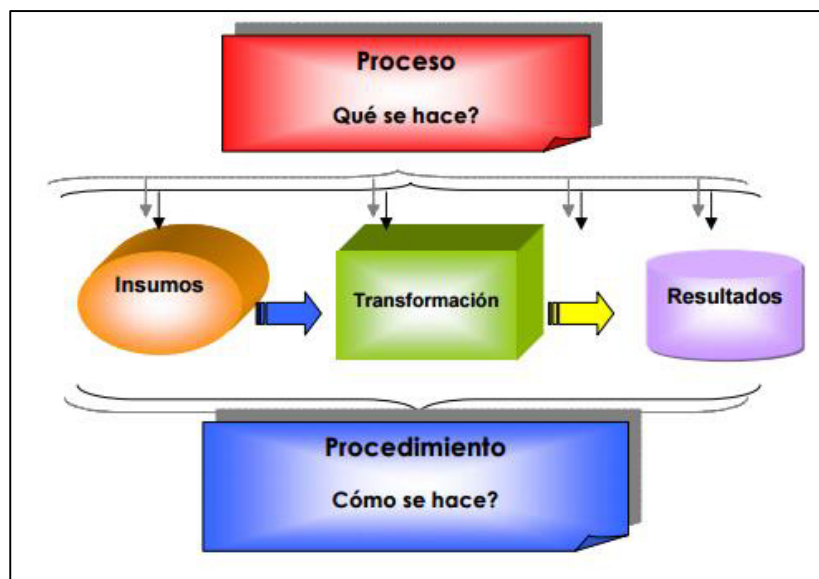 Proceso
Qué se hace?
Insumos
Transformación
Resultados
Procedimiento
Cómo se hace?